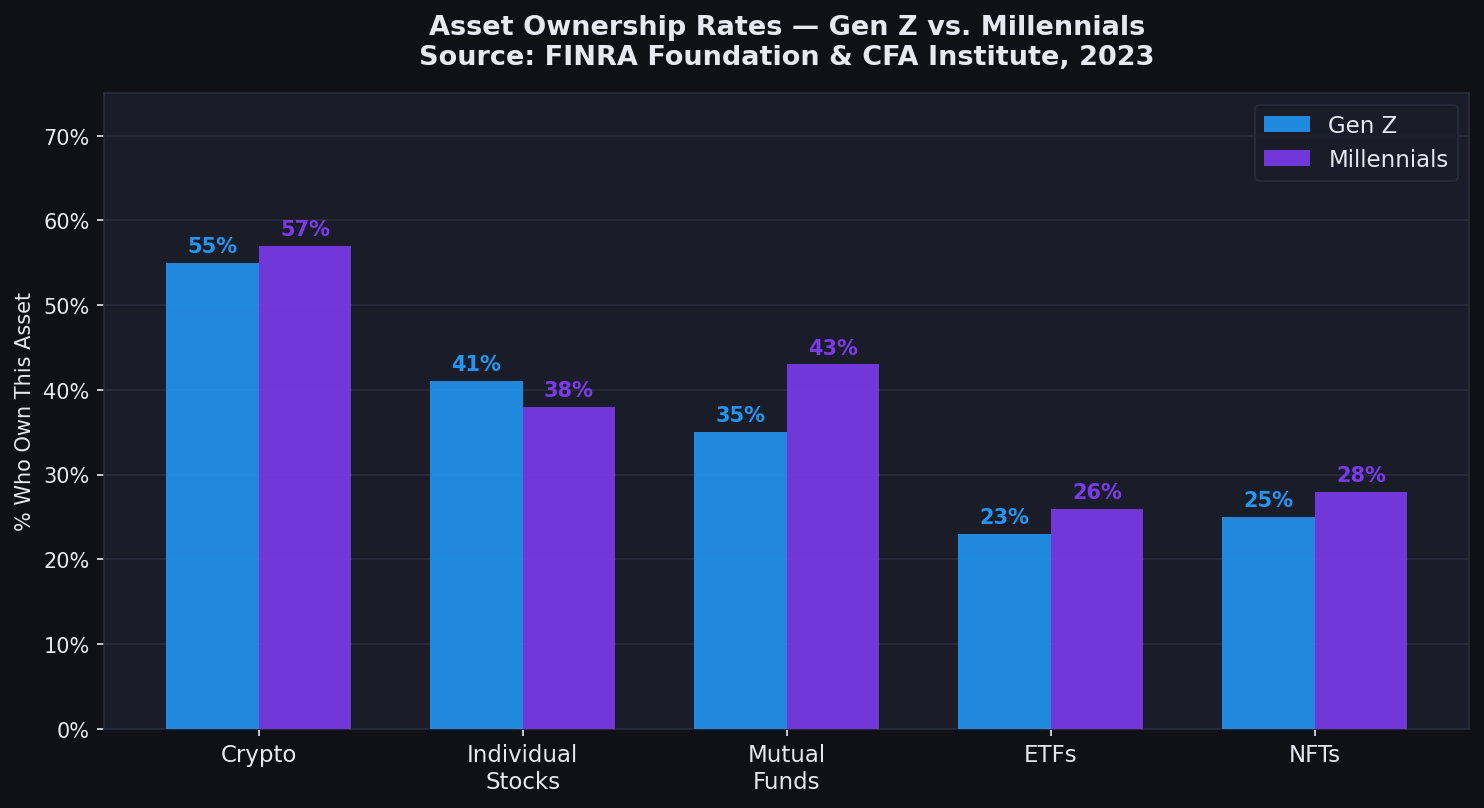 Asset Ownership Rates — Gen Z vs. Millennials
Source: FINRA Foundation & CFA Institute, 2023
Gen Z
Millennials
% Who Own This Asset
70%
60%
50%
40%
30%
20%
10%
0%
55%
57%
41%
38%
35%
43%
23%
26%
25%
28%
Crypto
Individual
Stocks
Mutual
Funds
ETFs
NFTs